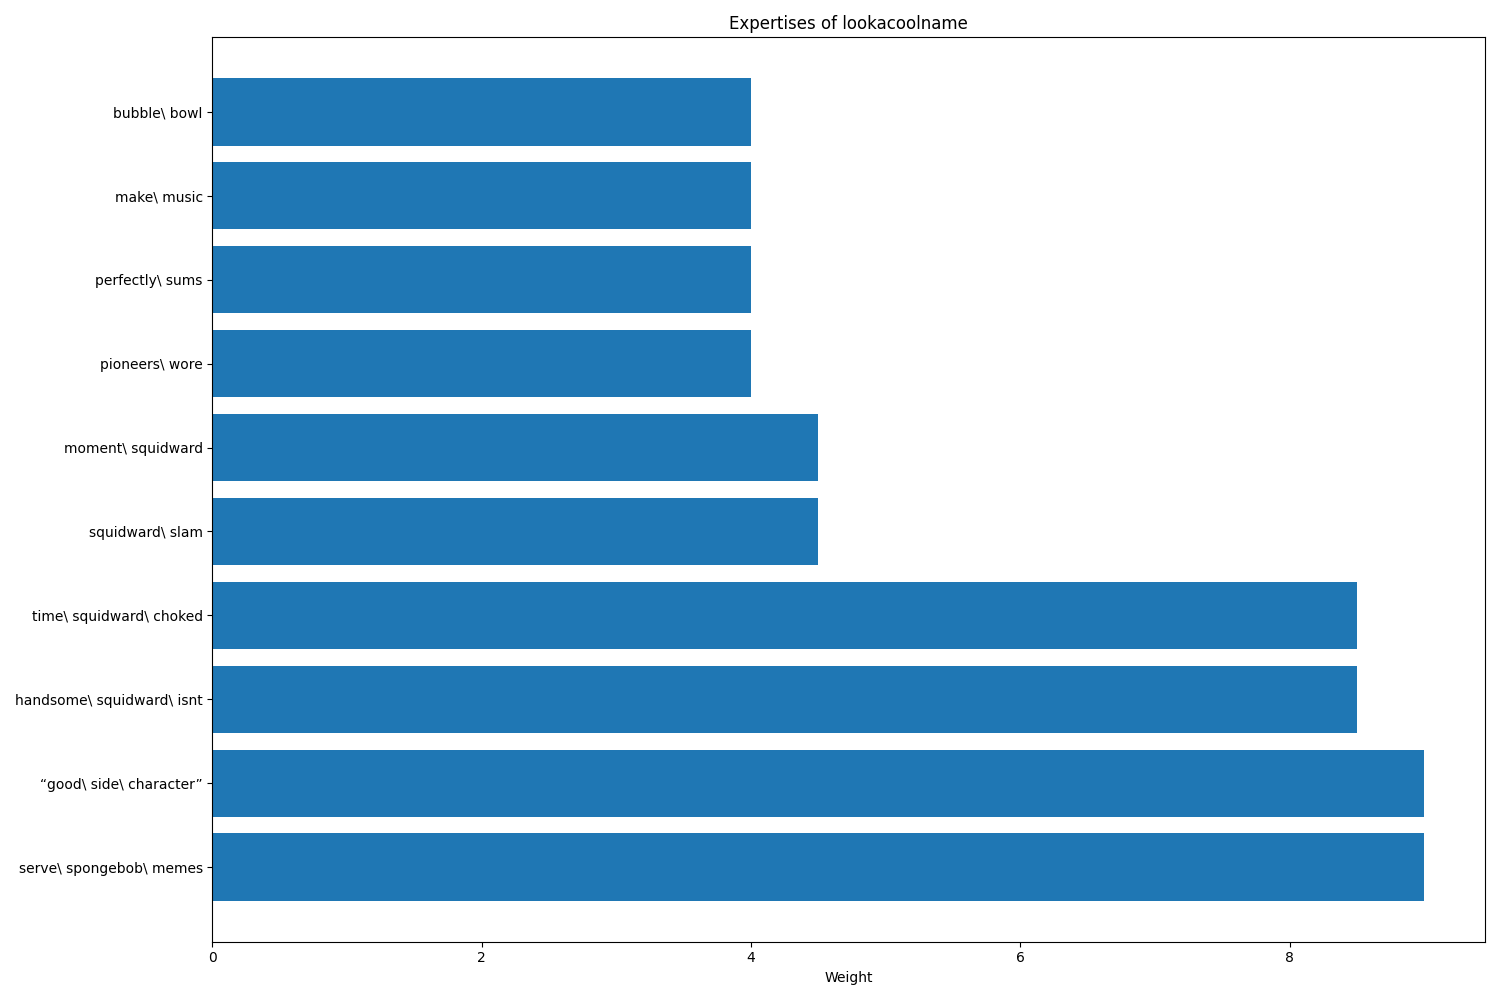 Expertises of lookacoolname
bubble\ bowl
make\ music
perfectly\ sums
pioneers\ wore
moment\ squidward
squidward\ slam
time\ squidward\ choked
handsome\ squidward\ isnt
“good\ side\ character”
serve\ spongebob\ memes
0 2 4 6 8
Weight